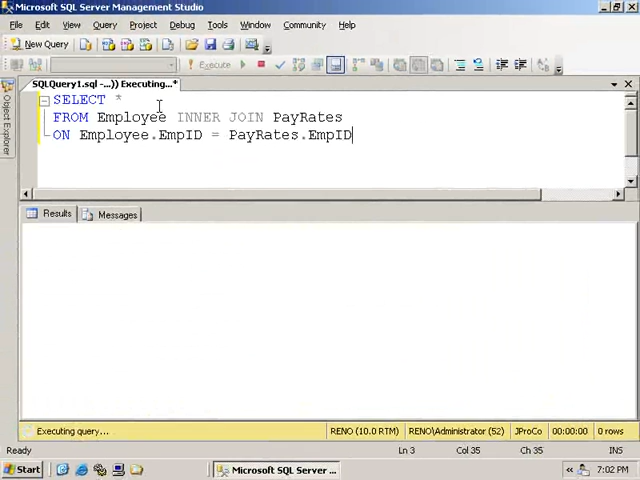 Microsoft SQL Server Management Studio
File Edit View Query Project Debug Tools Window Community Help
New Query
Execute
SQLQuery1.sql -...)) Executing...*
Object Explorer
SELECT *
FROM Employee INNER JOIN PayRates
ON Employee.EmpID = PayRates.EmpID
Results Messages
Executing query... RENO (10.0 RTM) RENO\Administrator (52) JProCo 00:00:00 0 rows
Ready Ln 3 Col 35 Ch 35 INS
Start Microsoft SQL Server ... 7:02 PM